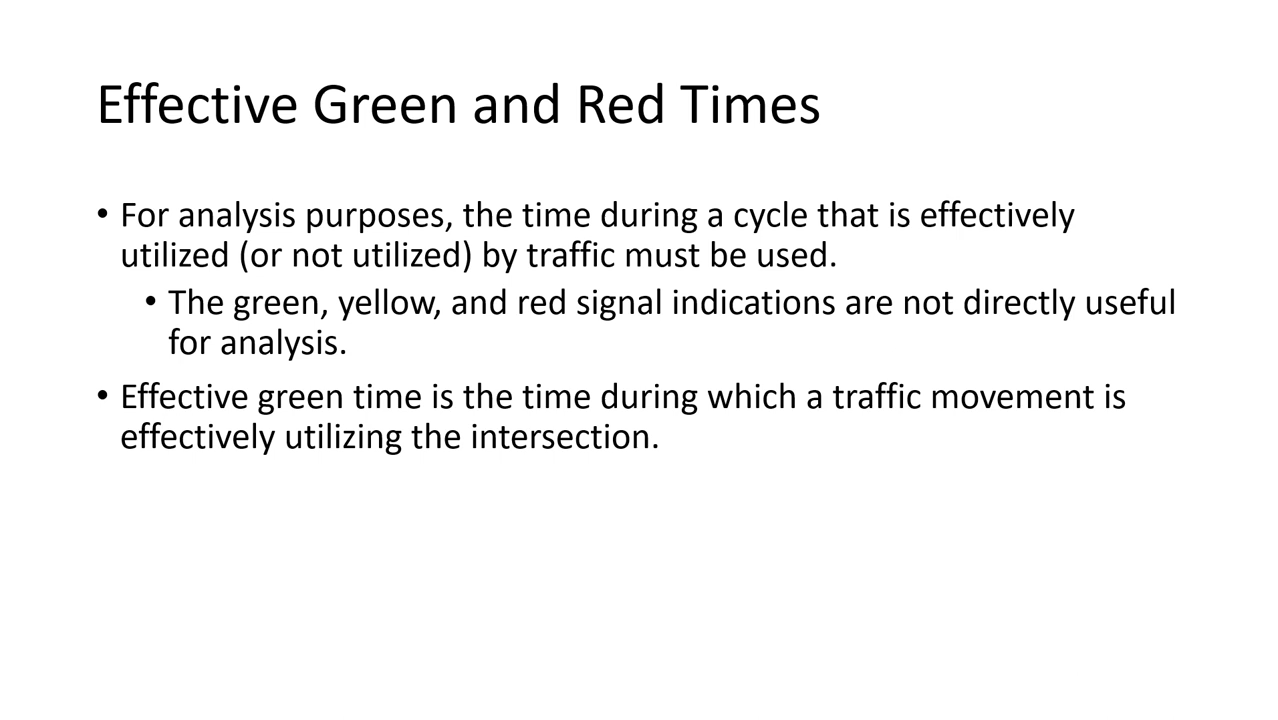 Effective Green and Red Times
• For analysis purposes, the time during a cycle that is effectively
utilized (or not utilized) by traffic must be used.
• The green, yellow, and red signal indications are not directly useful
for analysis.
• Effective green time is the time during which a traffic movement is
effectively utilizing the intersection.